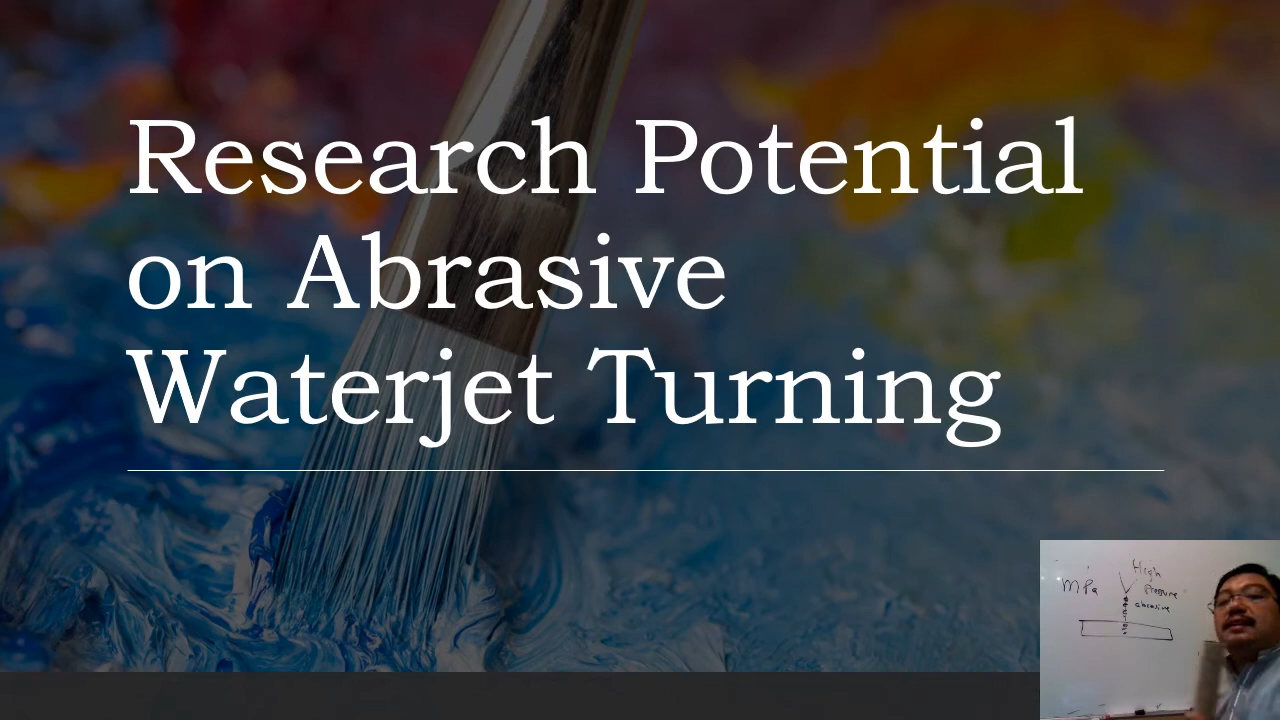 Research Potential
on Abrasive
Waterjet Turning
High
MPa
Pressure
abrasive